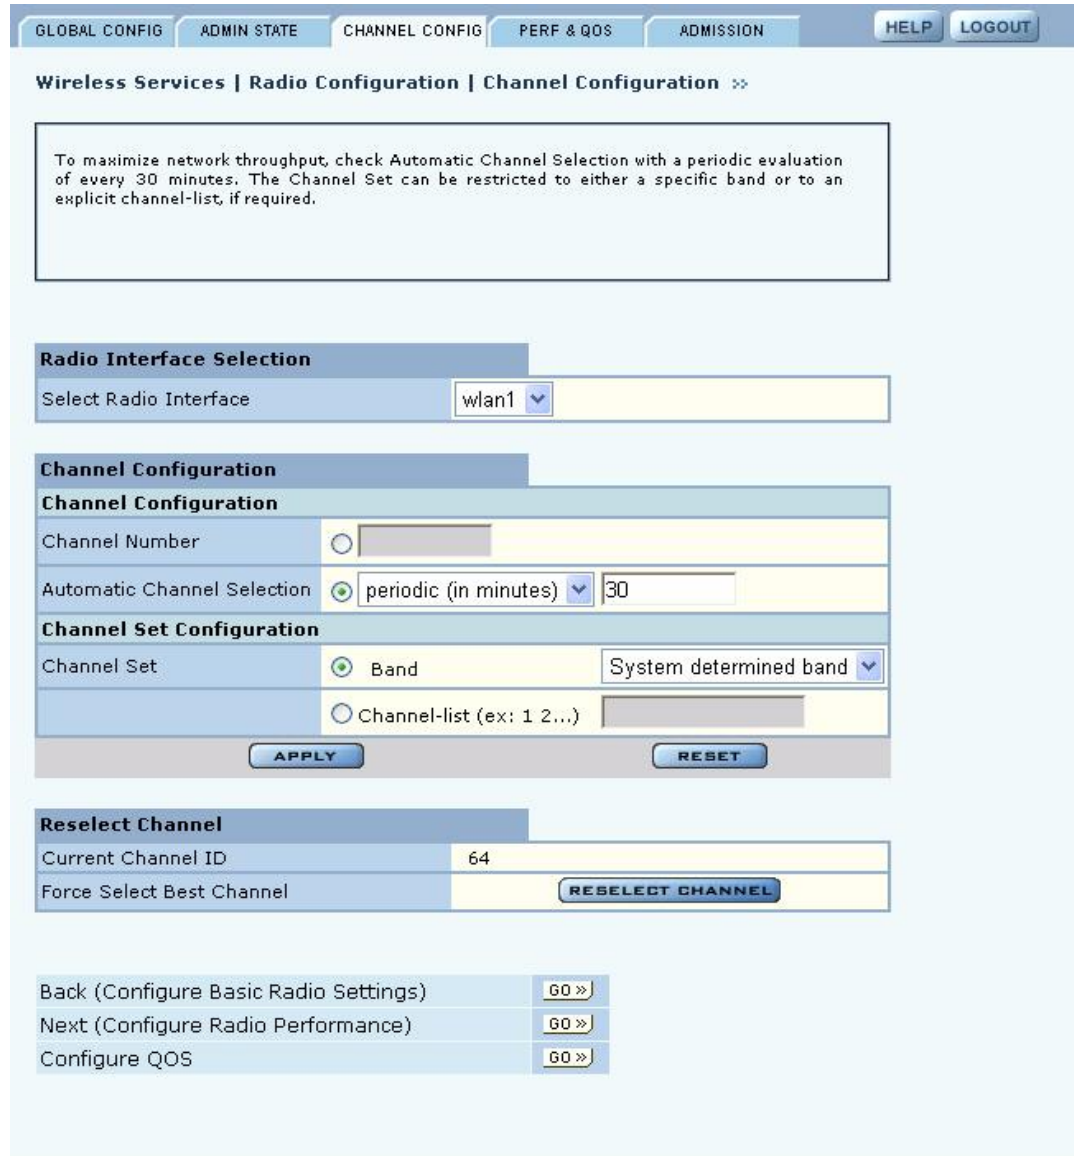 GLOBAL CONFIG ADMIN STATE CHANNEL CONFIG PERF & QOS ADMISSION HELP LOGOUT
Wireless Services | Radio Configuration | Channel Configuration »
To maximize network throughput, check Automatic Channel Selection with a periodic evaluation
of every 30 minutes. The Channel Set can be restricted to either a specific band or to an
explicit channel-list, if required.
Radio Interface Selection
Select Radio Interface wlan1
Channel Configuration
Channel Configuration
Channel Number
Automatic Channel Selection periodic (in minutes) 30
Channel Set Configuration
Channel Set Band System determined band
Channel-list (ex: 1 2...)
APPLY RESET
Reselect Channel
Current Channel ID 64
Force Select Best Channel RESELECT CHANNEL
Back (Configure Basic Radio Settings) GO »
Next (Configure Radio Performance) GO »
Configure QOS GO »